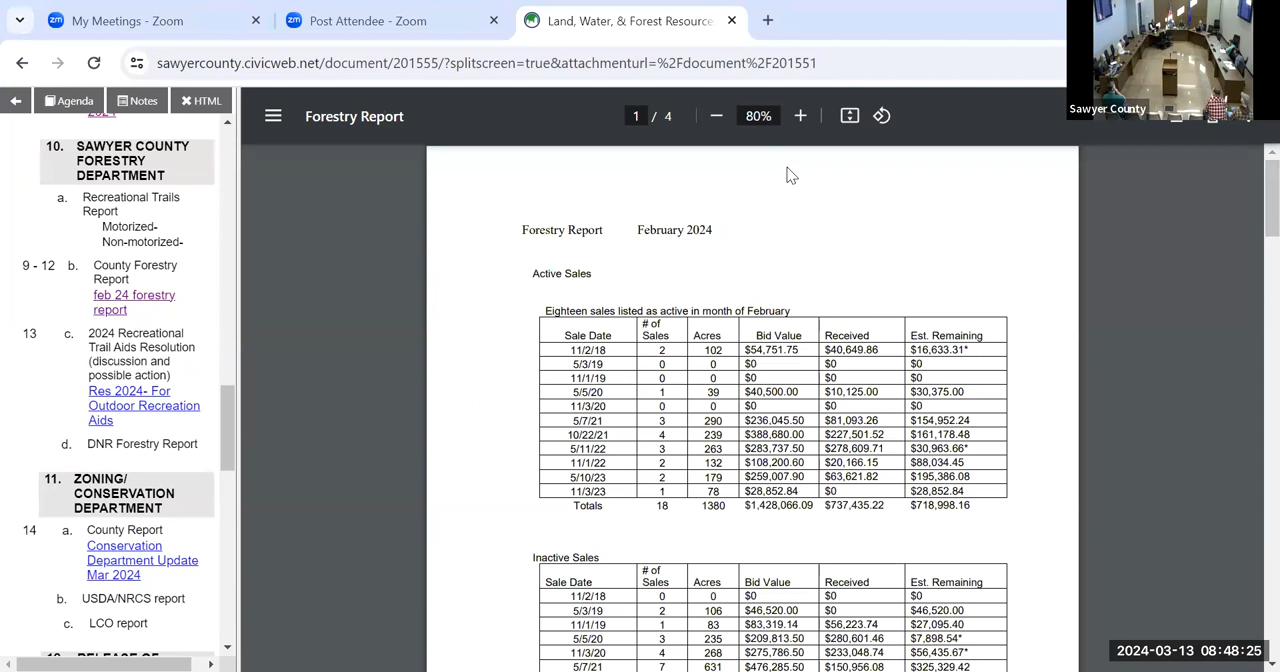 My Meetings - Zoom
Post Attendee - Zoom
Land, Water, & Forest Resource
sawyercounty.civicweb.net/document/201555/?splitscreen=true&attachmenturl=%2Fdocument%2F201551
Sawyer County
Agenda Notes HTML
2024
10. SAWYER COUNTY
FORESTRY
DEPARTMENT
a. Recreational Trails
Report
Motorized-
Non-motorized-
9 - 12 b. County Forestry
Report
feb 24 forestry
report
13 c. 2024 Recreational
Trail Aids Resolution
(discussion and
possible action)
Res 2024- For
Outdoor Recreation
Aids
d. DNR Forestry Report
11. ZONING/
CONSERVATION
DEPARTMENT
14 a. County Report
Conservation
Department Update
Mar 2024
b. USDA/NRCS report
c. LCO report
Forestry Report
1 / 4
80%
Forestry Report February 2024
Active Sales
Eighteen sales listed as active in month of February
Sale Date # of Sales Acres Bid Value Received Est. Remaining
11/2/18 2 102 $54,751.75 $40,649.86 $16,633.31*
5/3/19 0 0 $0 $0 $0
11/1/19 0 0 $0 $0 $0
5/5/20 1 39 $40,500.00 $10,125.00 $30,375.00
11/3/20 0 0 $0 $0 $0
5/7/21 3 290 $236,045.50 $81,093.26 $154,952.24
10/22/21 4 239 $388,680.00 $227,501.52 $161,178.48
5/11/22 3 263 $283,737.50 $278,609.71 $30,963.66*
11/1/22 2 132 $108,200.60 $20,166.15 $88,034.45
5/10/23 2 179 $259,007.90 $63,621.82 $195,386.08
11/3/23 1 78 $28,852.84 $0 $28,852.84
Totals 18 1380 $1,428,066.09 $737,435.22 $718,998.16
Inactive Sales
Sale Date # of Sales Acres Bid Value Received Est. Remaining
11/2/18 0 0 $0 $0 $0
5/3/19 2 106 $46,520.00 $0 $46,520.00
11/1/19 1 83 $83,319.14 $56,223.74 $27,095.40
5/5/20 3 235 $209,813.50 $280,601.46 $7,898.54*
11/3/20 4 268 $275,786.50 $233,048.74 $56,435.67*
5/7/21 7 631 $476,285.50 $150,956.08 $325,329.42
2024-03-13 08:48:25